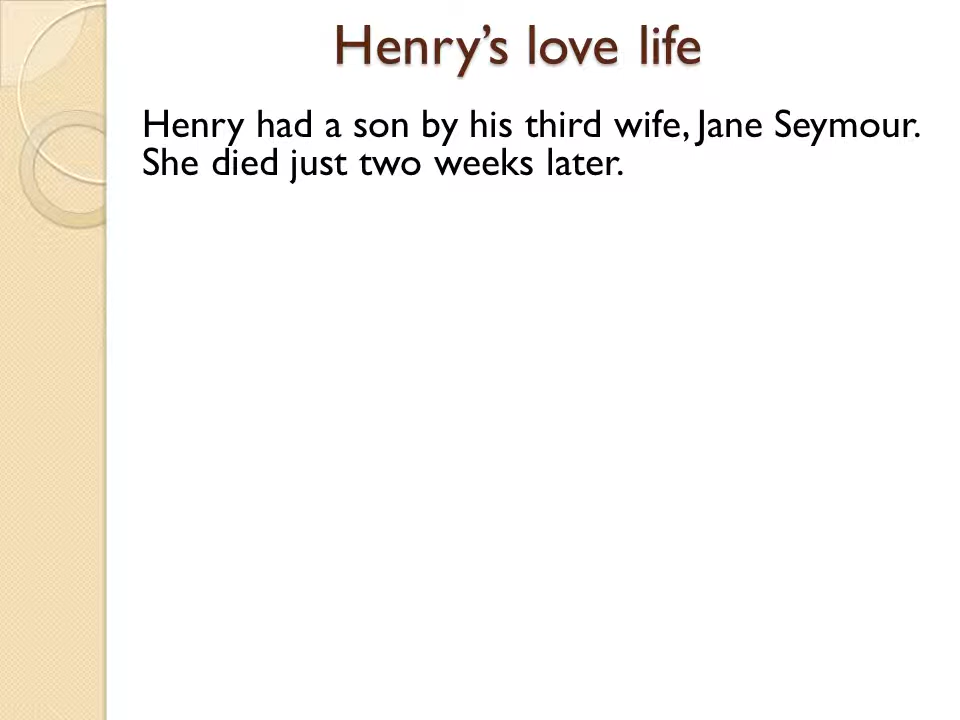 Henry’s love life
Henry had a son by his third wife, Jane Seymour.
She died just two weeks later.